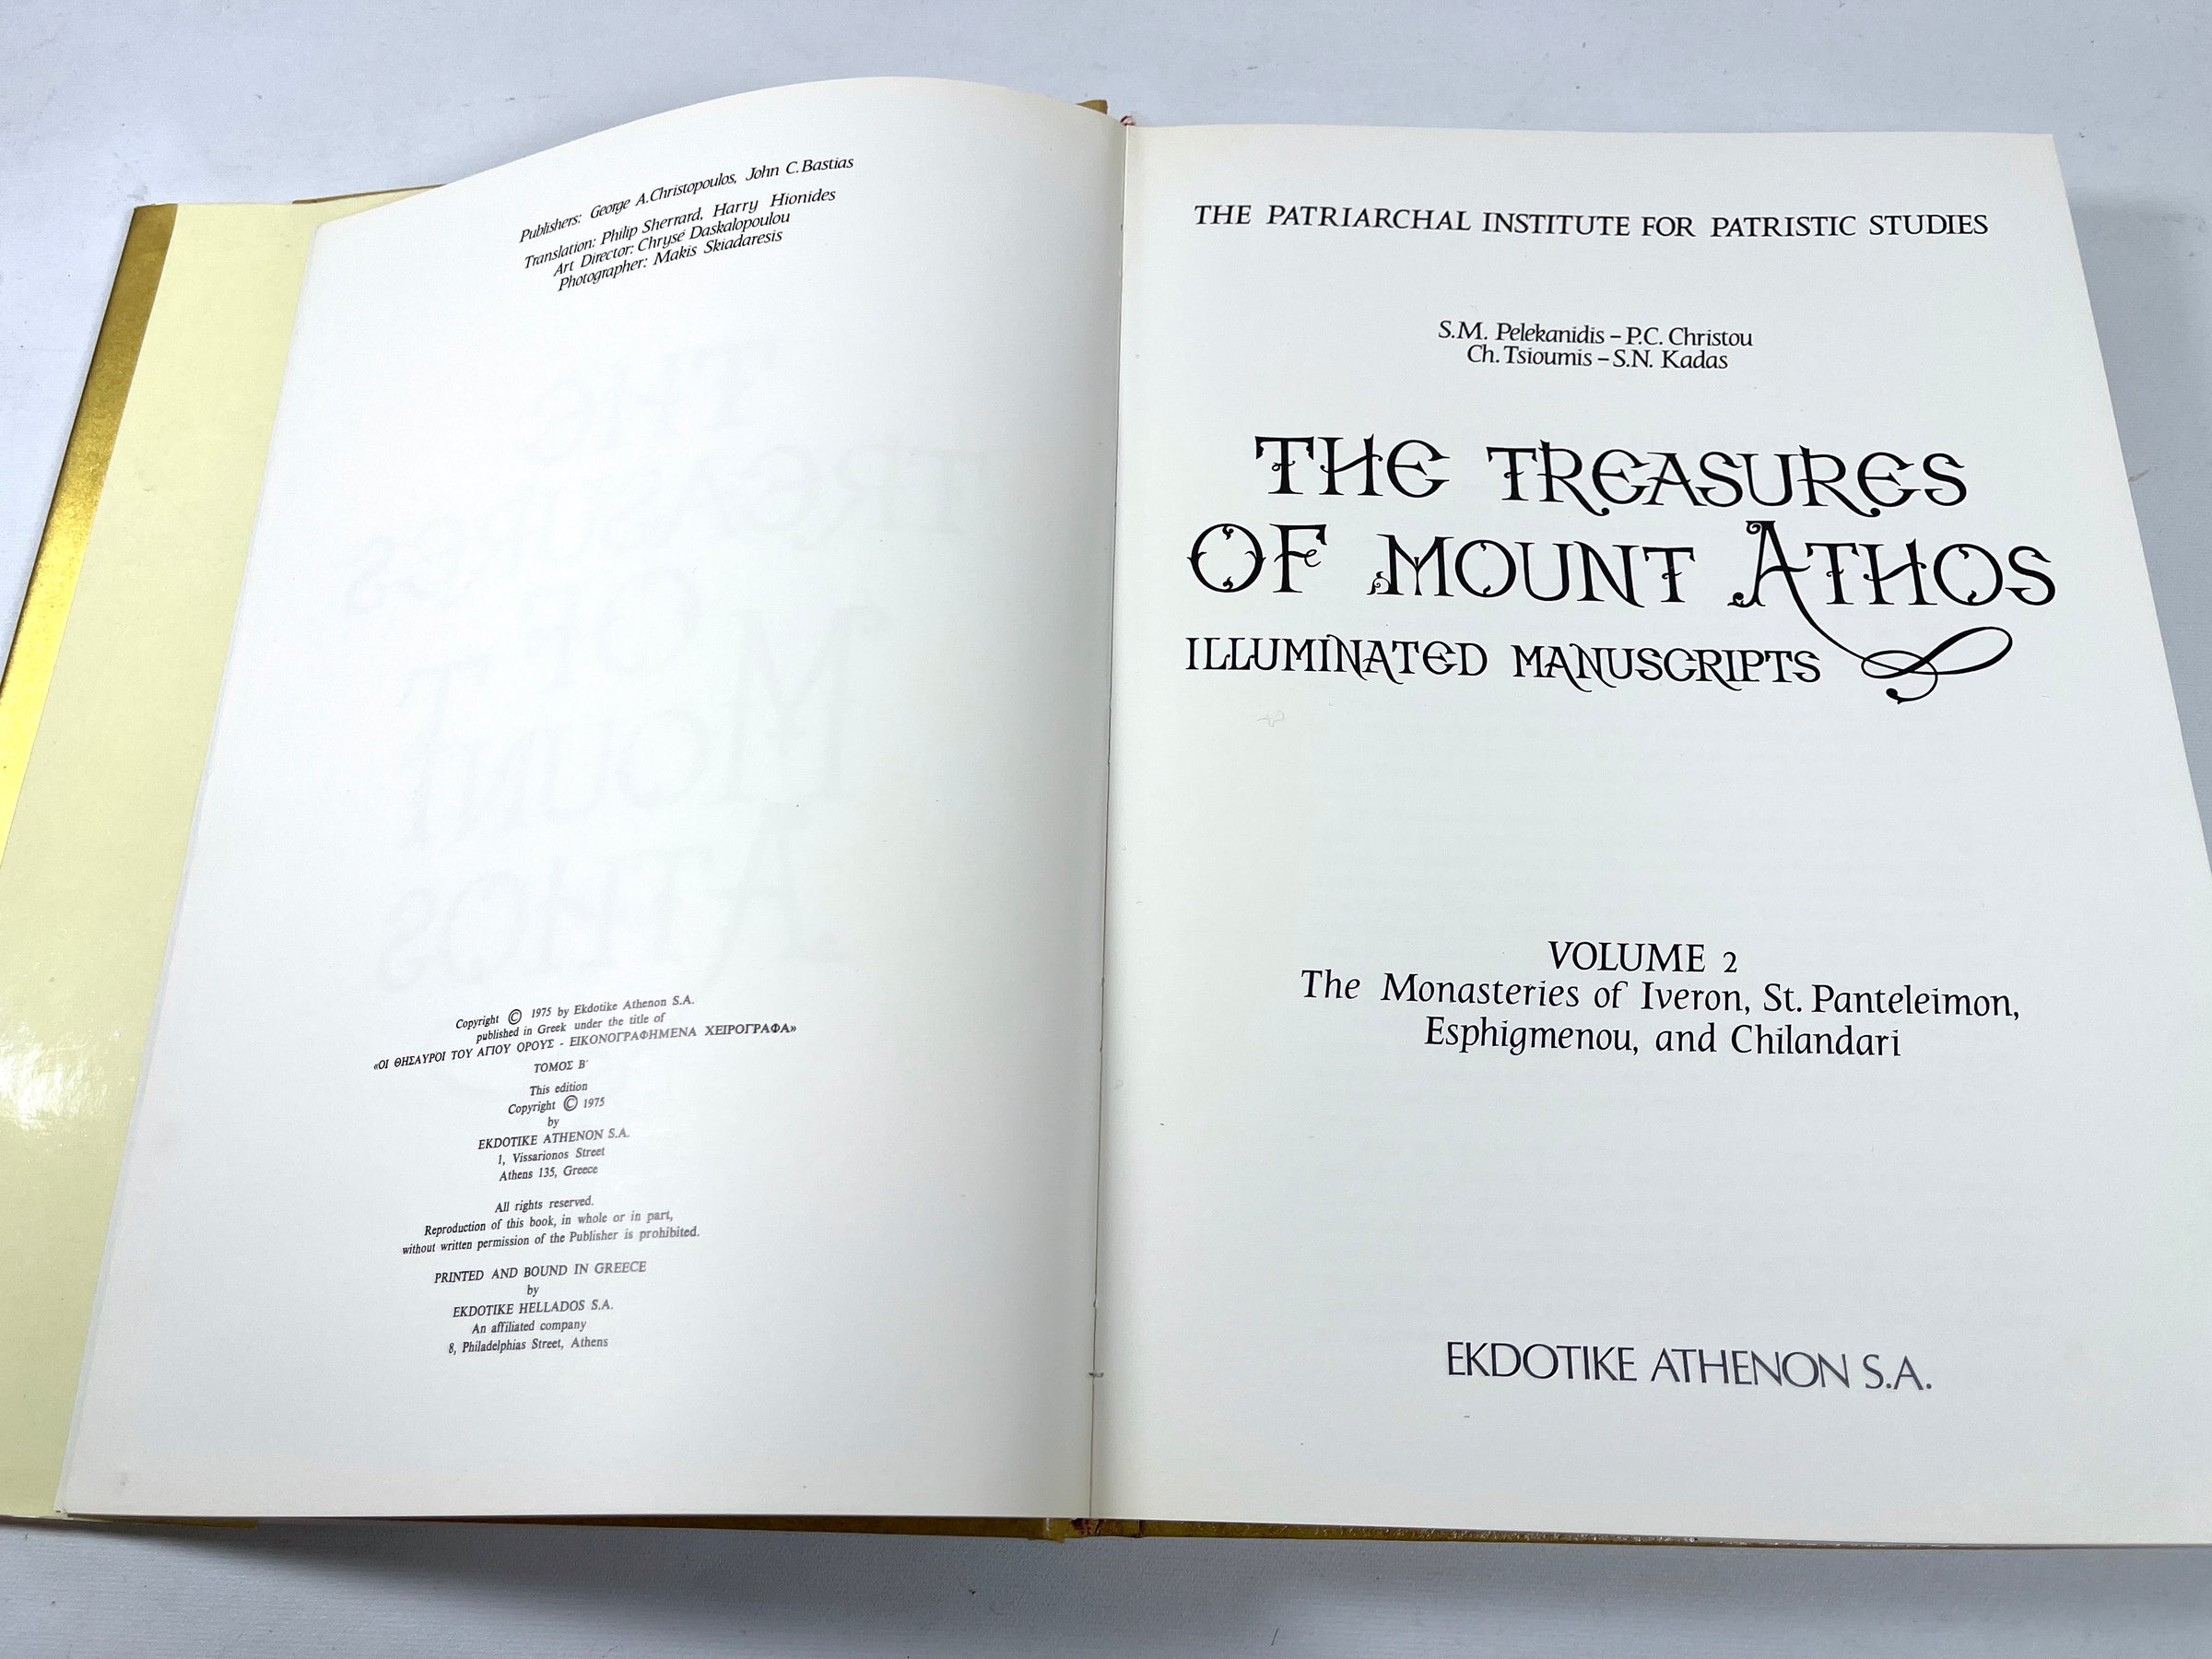 Publishers: George A.Christopoulos, John C.Bastias
Translation: Philip Sherrard, Harry Hionides
Art Director: Chrysé Daskalopoulou
Photographer: Makis Skiadaresis
Copyright © 1975 by Ekdotike Athenon S.A.
published in Greek under the title of
«ΟΙ ΘΗΣΑΥΡΟΙ ΤΟΥ ΑΓΙΟΥ ΟΡΟΥΣ - ΕΙΚΟΝΟΓΡΑΦΗΜΕΝΑ ΧΕΙΡΟΓΡΑΦΑ»
ΤΟΜΟΣ Β'
This edition
Copyright © 1975
by
EKDOTIKE ATHENON S.A.
1, Vissarionos Street
Athens 135, Greece
All rights reserved.
Reproduction of this book, in whole or in part,
without written permission of the Publisher is prohibited.
PRINTED AND BOUND IN GREECE
by
EKDOTIKE HELLADOS S.A.
An affiliated company
8, Philadelphias Street, Athens
THE PATRIARCHAL INSTITUTE FOR PATRISTIC STUDIES
S.M. Pelekanidis – P.C. Christou
Ch. Tsioumis – S.N. Kadas
THE TREASURES
OF MOUNT ATHOS
ILLUMINATED MANUSCRIPTS
VOLUME 2
The Monasteries of Iveron, St. Panteleimon,
Esphigmenou, and Chilandari
EKDOTIKE ATHENON S.A.